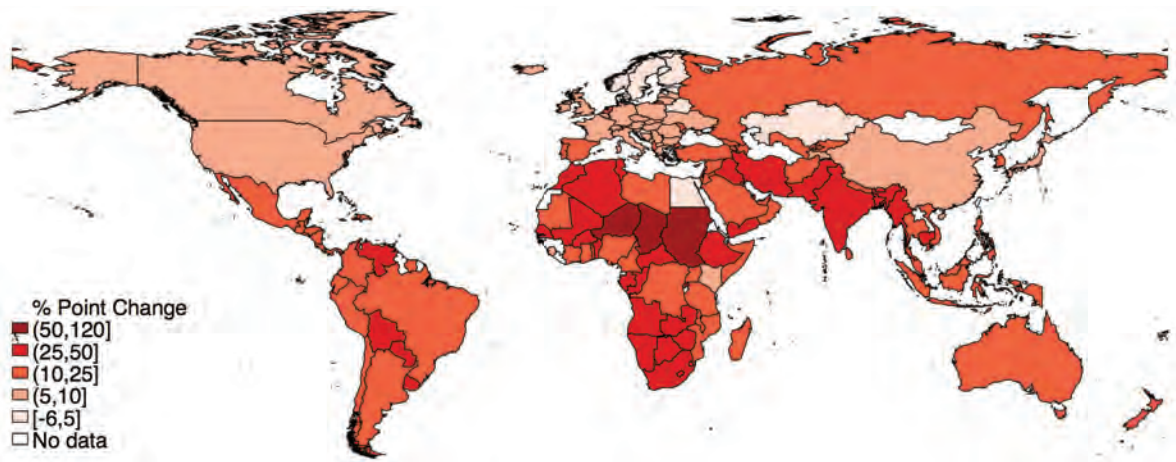 % Point Change
(50,120]
(25,50]
(10,25]
(5,10]
[-6,5]
No data